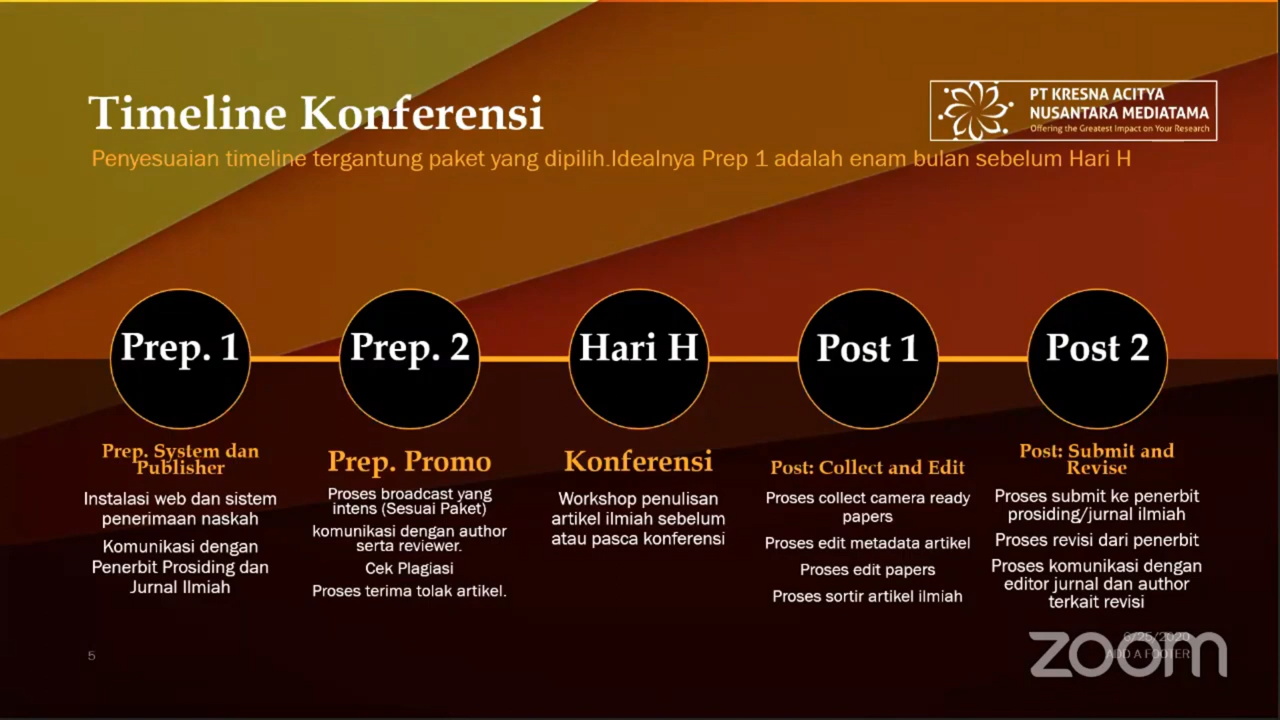 Timeline Konferensi
PT KRESNA ACITYA
NUSANTARA MEDIATAMA
Offering the Greatest Impact on Your Research
Penyesuaian timeline tergantung paket yang dipilih.Idealnya Prep 1 adalah enam bulan sebelum Hari H
Prep. 1
Prep. 2
Hari H
Post 1
Post 2
Prep. System dan
Publisher
Instalasi web dan sistem
penerimaan naskah
Komunikasi dengan
Penerbit Prosiding dan
Jurnal Ilmiah
Prep. Promo
Proses broadcast yang
intens (Sesuai Paket)
komunikasi dengan author
serta reviewer.
Cek Plagiasi
Proses terima tolak artikel.
Konferensi
Workshop penulisan
artikel ilmiah sebelum
atau pasca konferensi
Post: Collect and Edit
Proses collect camera ready
papers
Proses edit metadata artikel
Proses edit papers
Proses sortir artikel ilmiah
Post: Submit and
Revise
Proses submit ke penerbit
prosiding/jurnal ilmiah
Proses revisi dari penerbit
Proses komunikasi dengan
editor jurnal dan author
terkait revisi
5
6/25/2020
ADD A FOOTER
zoom